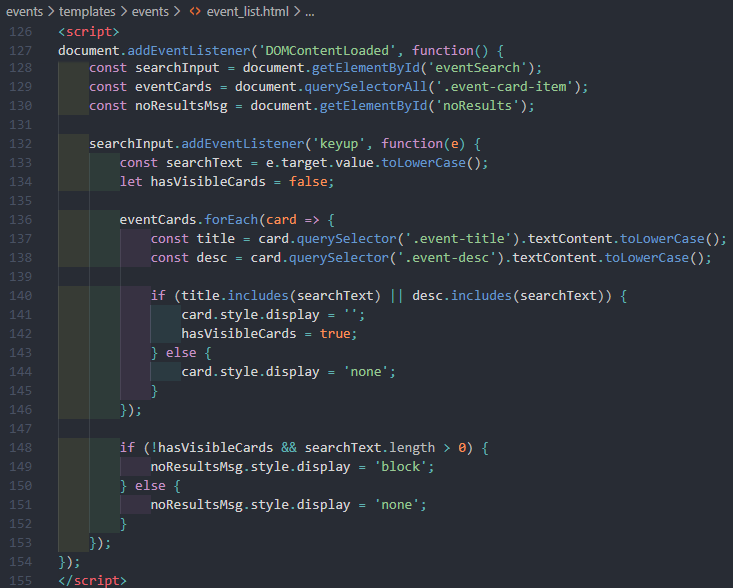 events > templates > events > <> event_list.html > ...
126 <script>
127 document.addEventListener('DOMContentLoaded', function() {
128     const searchInput = document.getElementById('eventSearch');
129     const eventCards = document.querySelectorAll('.event-card-item');
130     const noResultsMsg = document.getElementById('noResults');
131
132     searchInput.addEventListener('keyup', function(e) {
133         const searchText = e.target.value.toLowerCase();
134         let hasVisibleCards = false;
135
136         eventCards.forEach(card => {
137             const title = card.querySelector('.event-title').textContent.toLowerCase();
138             const desc = card.querySelector('.event-desc').textContent.toLowerCase();
139
140             if (title.includes(searchText) || desc.includes(searchText)) {
141                 card.style.display = '';
142                 hasVisibleCards = true;
143             } else {
144                 card.style.display = 'none';
145             }
146         });
147
148         if (!hasVisibleCards && searchText.length > 0) {
149             noResultsMsg.style.display = 'block';
150         } else {
151             noResultsMsg.style.display = 'none';
152         }
153     });
154 });
155 </script>